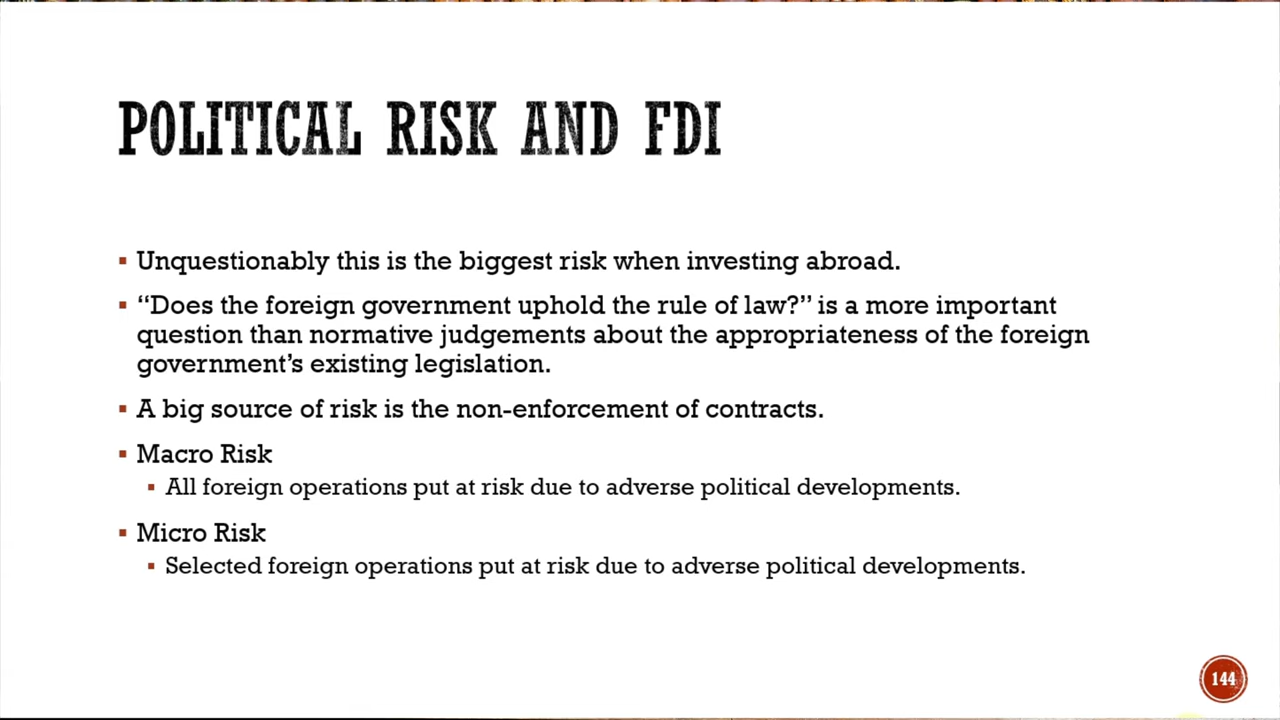 POLITICAL RISK AND FDI
▪ Unquestionably this is the biggest risk when investing abroad.
▪ “Does the foreign government uphold the rule of law?” is a more important
question than normative judgements about the appropriateness of the foreign
government’s existing legislation.
▪ A big source of risk is the non-enforcement of contracts.
▪ Macro Risk
▪ All foreign operations put at risk due to adverse political developments.
▪ Micro Risk
▪ Selected foreign operations put at risk due to adverse political developments.
144